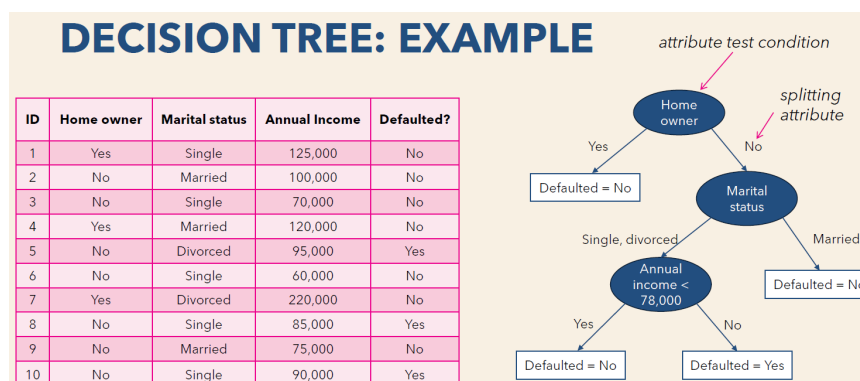 DECISION TREE: EXAMPLE
ID Home owner Marital status Annual Income Defaulted?
1 Yes Single 125,000 No
2 No Married 100,000 No
3 No Single 70,000 No
4 Yes Married 120,000 No
5 No Divorced 95,000 Yes
6 No Single 60,000 No
7 Yes Divorced 220,000 No
8 No Single 85,000 Yes
9 No Married 75,000 No
10 No Single 90,000 Yes
attribute test condition
splitting
attribute
Home
owner
Yes
No
Defaulted = No
Marital
status
Single, divorced
Married
Annual
income <
78,000
Defaulted =
Yes
No
Defaulted = No
Defaulted = Yes